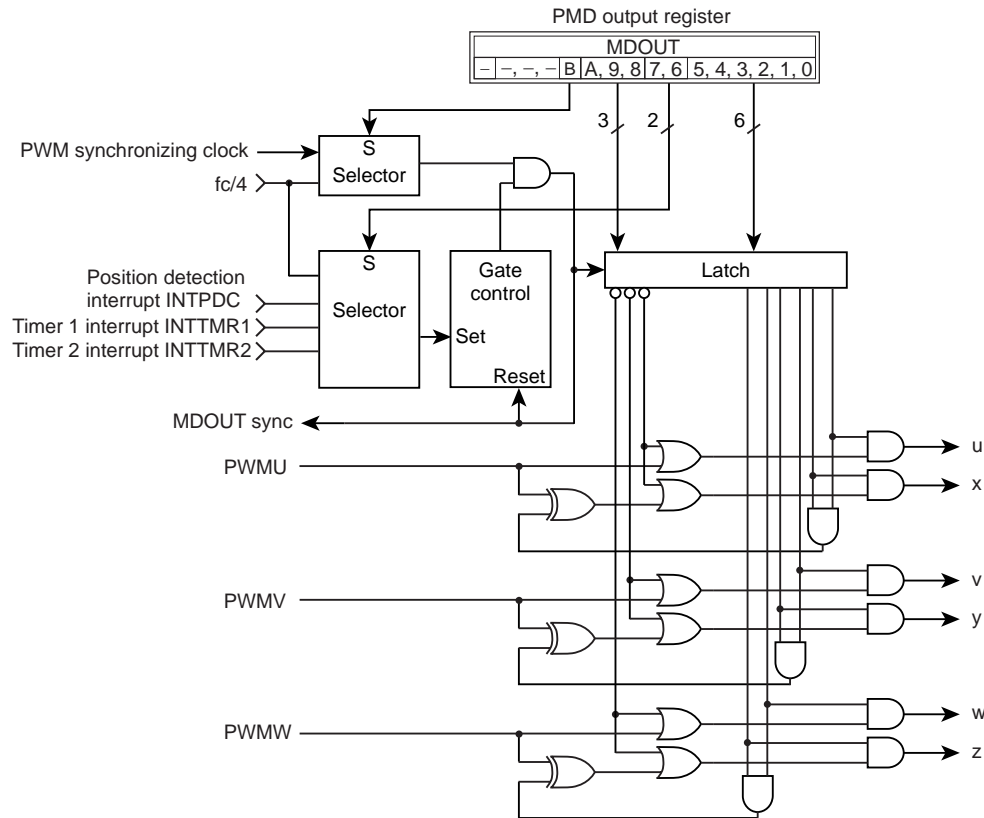 PMD output register
MDOUT
– –, –, – B A, 9, 8 7, 6 5, 4, 3, 2, 1, 0
3 2 6
PWM synchronizing clock
S
Selector
fc/4
S
Selector
Gate
control
Set
Reset
Latch
Position detection
interrupt INTPDC
Timer 1 interrupt INTTMR1
Timer 2 interrupt INTTMR2
MDOUT sync
PWMU
u
x
PWMV
v
y
PWMW
w
z